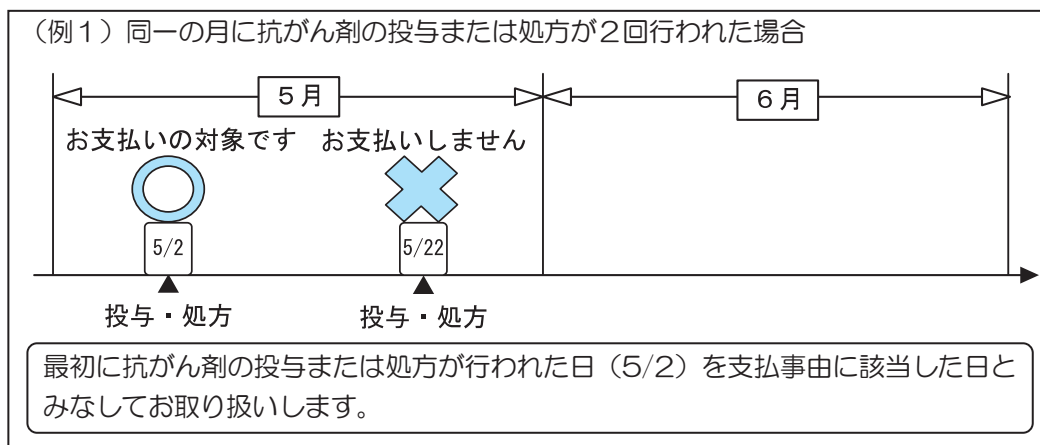 （例１）同一の月に抗がん剤の投与または処方が２回行われた場合
５月
６月
お支払いの対象です
お支払いしません
5/2
5/22
投与・処方
投与・処方
最初に抗がん剤の投与または処方が行われた日（5/2）を支払事由に該当した日と
みなしてお取り扱いします。